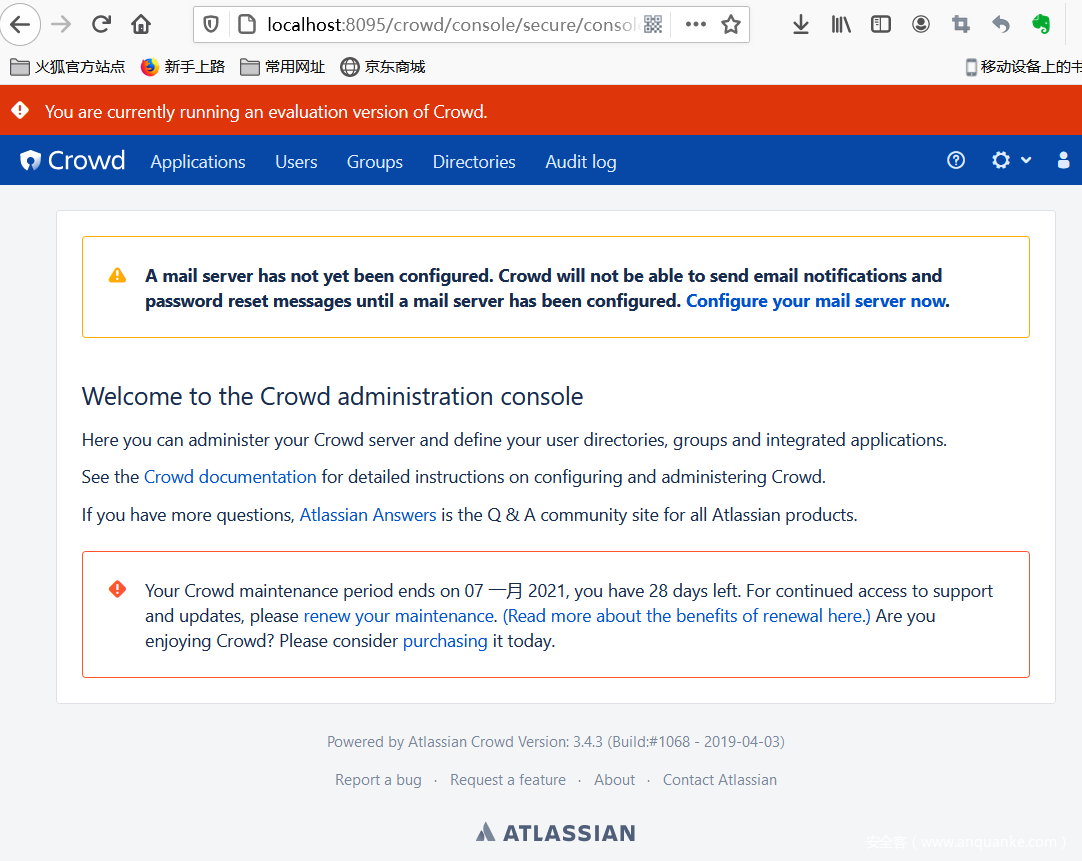 localhost:8095/crowd/console/secure/consol
火狐官方站点 新手上路 常用网址 京东商城 移动设备上的书
You are currently running an evaluation version of Crowd.
Crowd Applications Users Groups Directories Audit log
A mail server has not yet been configured. Crowd will not be able to send email notifications and
password reset messages until a mail server has been configured. Configure your mail server now.
Welcome to the Crowd administration console
Here you can administer your Crowd server and define your user directories, groups and integrated applications.
See the Crowd documentation for detailed instructions on configuring and administering Crowd.
If you have more questions, Atlassian Answers is the Q & A community site for all Atlassian products.
Your Crowd maintenance period ends on 07 一月 2021, you have 28 days left. For continued access to support
and updates, please renew your maintenance. (Read more about the benefits of renewal here.) Are you
enjoying Crowd? Please consider purchasing it today.
Powered by Atlassian Crowd Version: 3.4.3 (Build:#1068 - 2019-04-03)
Report a bug · Request a feature · About · Contact Atlassian
ATLASSIAN
安全客 ( www.anquanke.com )